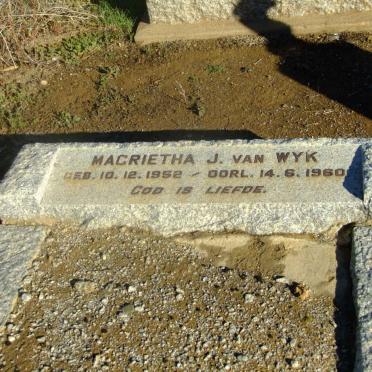 MAGRIETHA J. VAN WYK
GEB. 10. 12. 1952 – OORL. 14. 6. 1960
GOD IS LIEFDE.